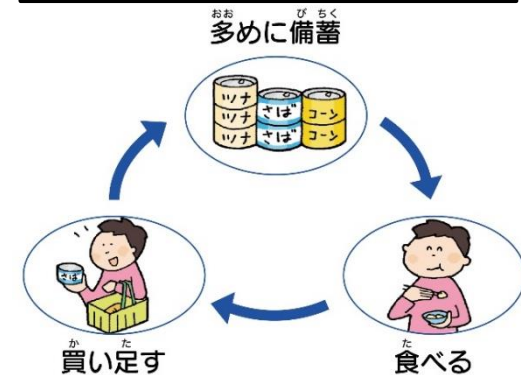 おお び ちく
多めに備蓄
ツナ さば コーン
ツナ さば コーン
ツナ
さば
か た
買い足す
た
食べる